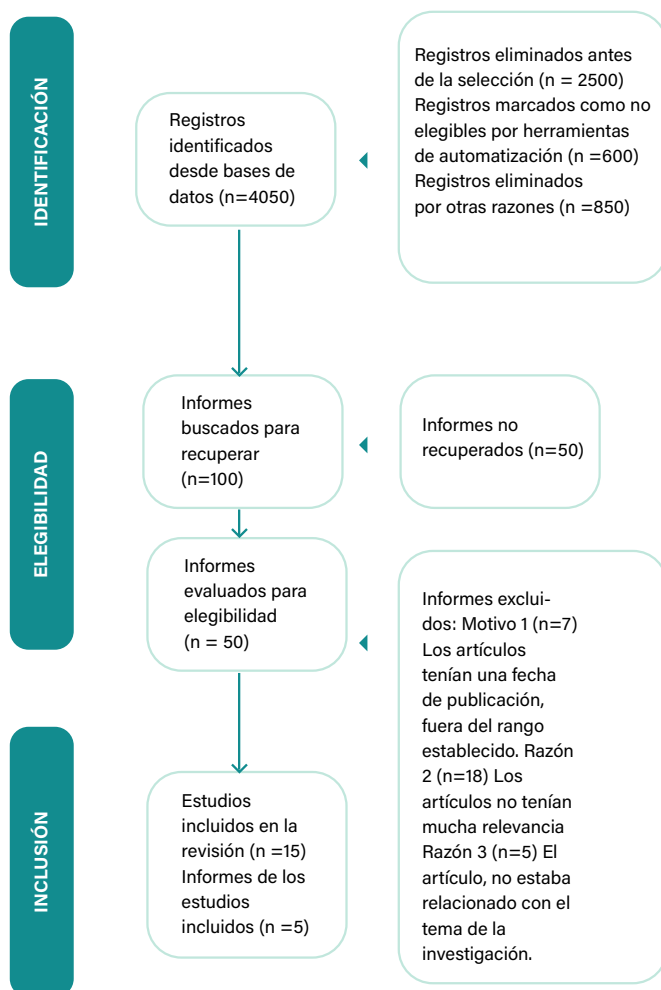 IDENTIFICACIÓN
Registros
identificados
desde bases de
datos (n=4050)
Registros eliminados antes
de la selección (n = 2500)
Registros marcados como no
elegibles por herramientas
de automatización (n =600)
Registros eliminados
por otras razones (n =850)
ELEGIBILIDAD
Informes
buscados para
recuperar
(n=100)
Informes no
recuperados (n=50)
Informes
evaluados para
elegibilidad
(n = 50)
Informes exclui-
dos: Motivo 1 (n=7)
Los artículos
tenían una fecha
de publicación,
fuera del rango
establecido. Razón
2 (n=18) Los
artículos no tenían
mucha relevancia
Razón 3 (n=5) El
artículo, no estaba
relacionado con el
tema de la
investigación.
INCLUSIÓN
Estudios
incluidos en la
revisión (n =15)
Informes de los
estudios
incluidos (n =5)